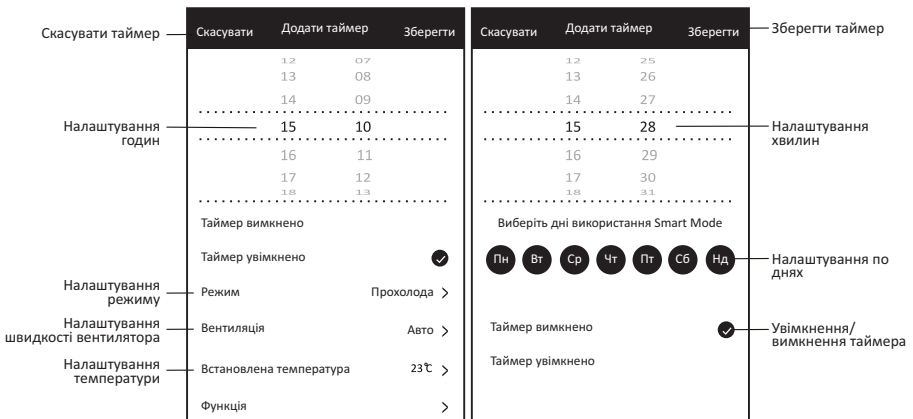 Скасувати таймер
Скасувати Додати таймер Зберегти
Скасувати Додати таймер Зберегти
Зберегти таймер
12 07
13 08
14 09
15 10
16 11
17 12
18 13
12 25
13 26
14 27
15 28
16 29
17 30
18 31
Налаштування
годин
Налаштування
хвилин
Таймер вимкнено
Таймер увімкнено
Режим Прохолода
Вентиляція Авто
Встановлена температура 23℃
Функція
Налаштування
режиму
Налаштування
швидкості вентилятора
Налаштування
температури
Виберіть дні використання Smart Mode
Пн Вт Ср Чт Пт Сб Нд
Налаштування по
днях
Таймер вимкнено
Таймер увімкнено
Увімкнення/
вимкнення таймера